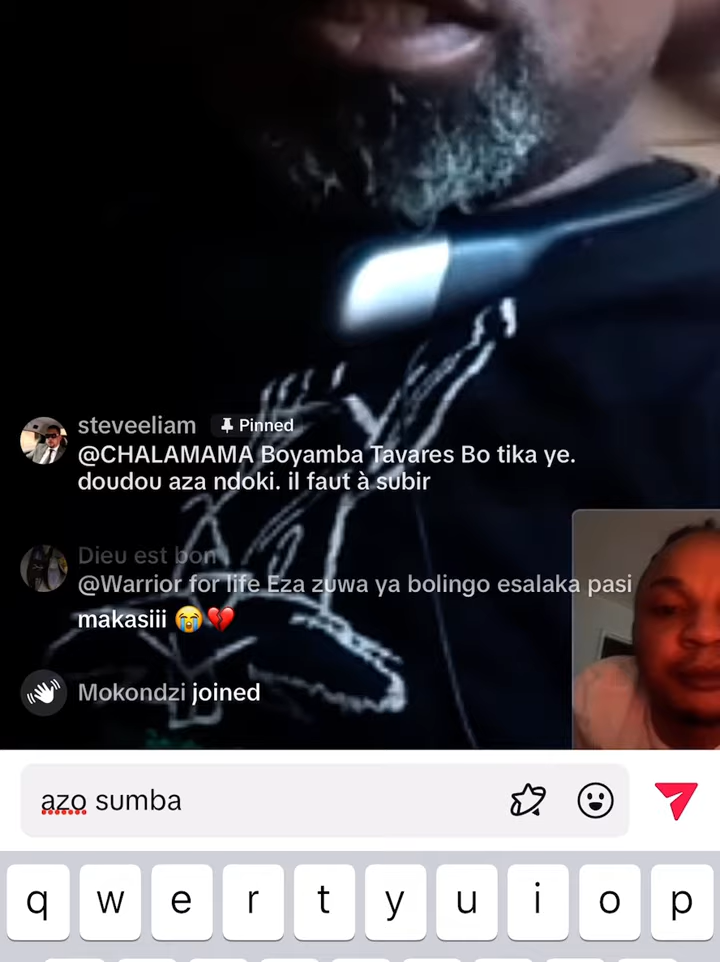 steveeliam Pinned
@CHALAMAMA Boyamba Tavares Bo tika ye.
doudou aza ndoki. il faut à subir
Dieu est bon
@Warrior for life Eza zuwa ya bolingo esalaka pasi
makasiii 😭💔
Mokondzi joined
azo sumba
q w e r t y u i o p